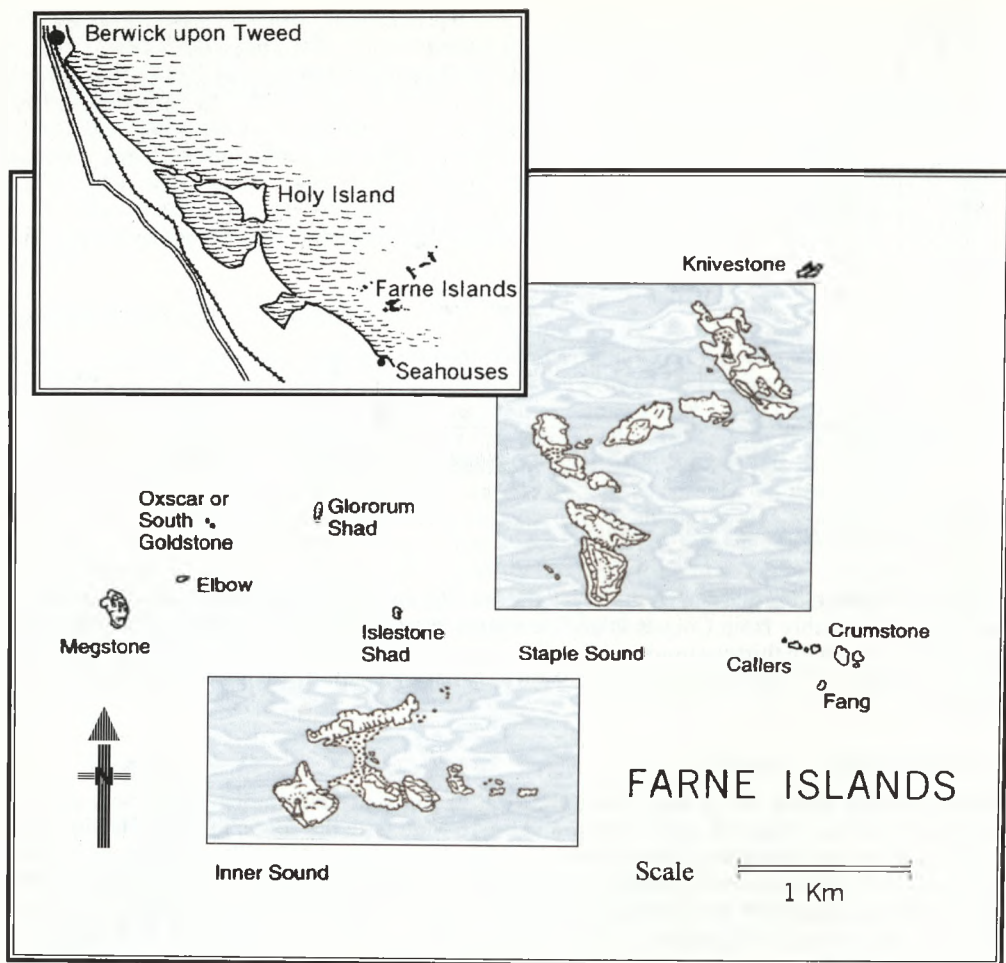 Berwick upon Tweed
Holy Island
Farne Islands
Seahouses
Knivestone
Oxscar or
South
Goldstone
Glororum
Shad
Elbow
Megstone
Islestone
Shad
Staple Sound
Crumstone
Callers
Fang
N
FARNE ISLANDS
Inner Sound
Scale
1 Km